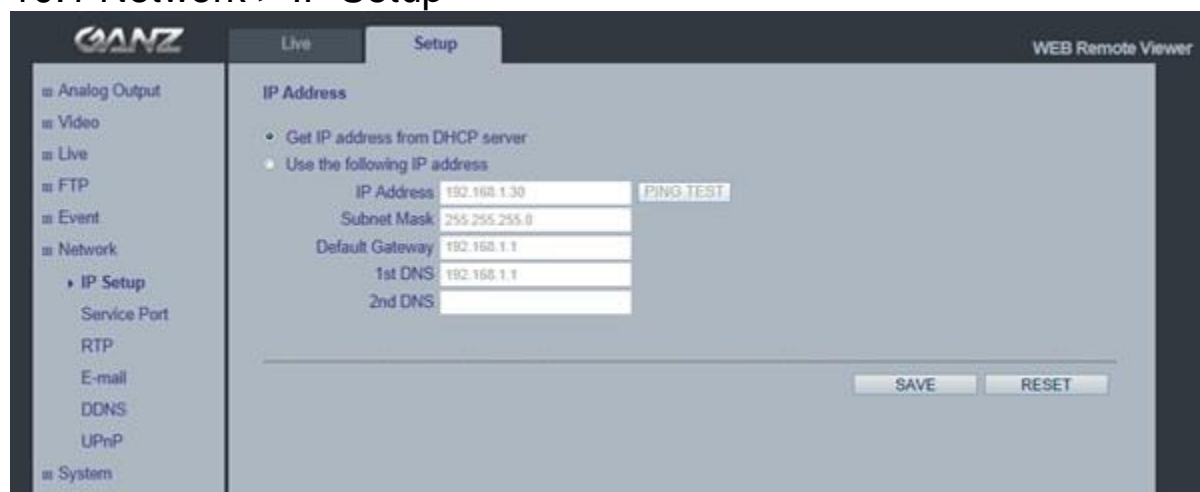 Network > IP Setup
GANZ
Live
Setup
WEB Remote Viewer
Analog Output
Video
Live
FTP
Event
Network
IP Setup
Service Port
RTP
E-mail
DDNS
UPnP
System
IP Address
Get IP address from DHCP server
Use the following IP address
IP Address 192.168.1.30 PING TEST
Subnet Mask 255.255.255.0
Default Gateway 192.168.1.1
1st DNS 192.168.1.1
2nd DNS
SAVE RESET